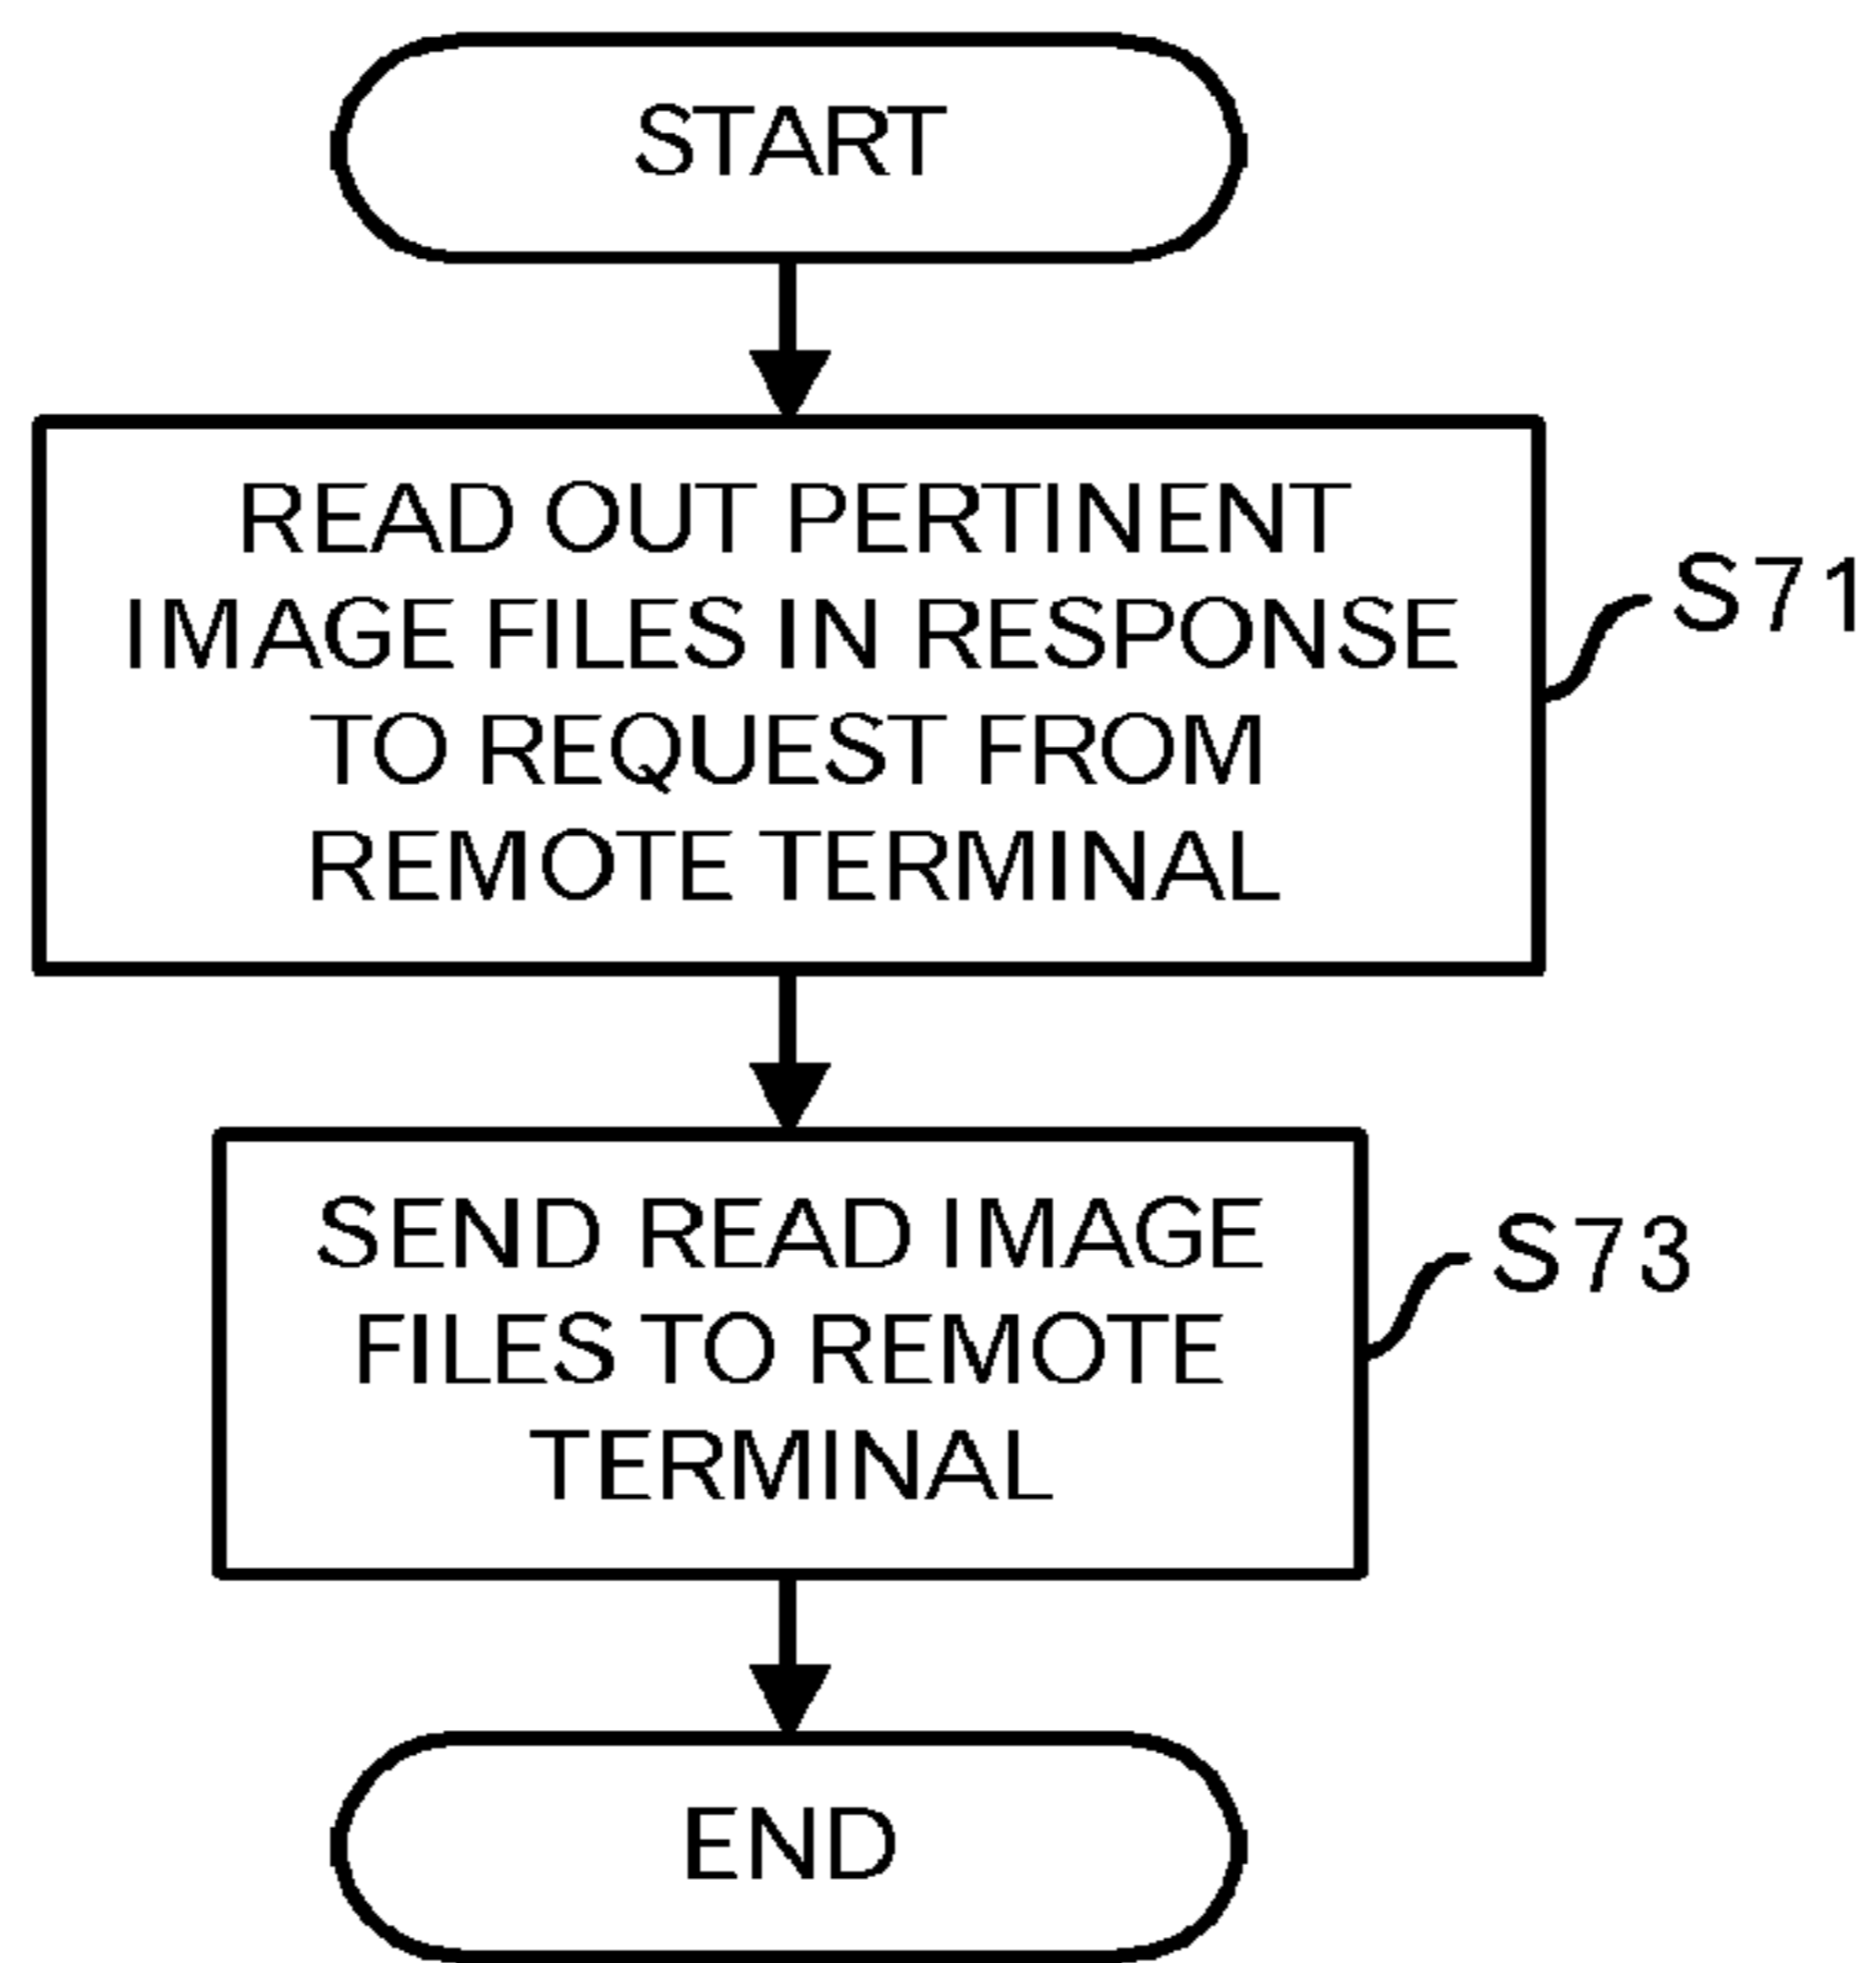 START
READ OUT PERTINENT
IMAGE FILES IN RESPONSE
TO REQUEST FROM
REMOTE TERMINAL
S71
SEND READ IMAGE
FILES TO REMOTE
TERMINAL
S73
END